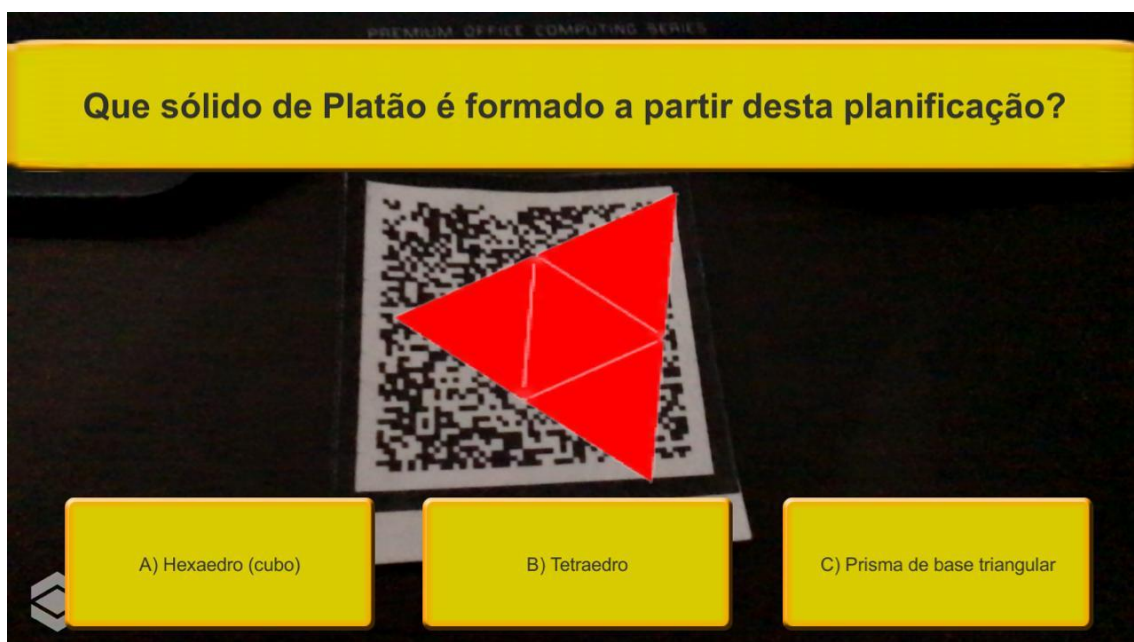 PREMIUM OFFICE COMPUTING SERIES
Que sólido de Platão é formado a partir desta planificação?
A) Hexaedro (cubo)
B) Tetraedro
C) Prisma de base triangular